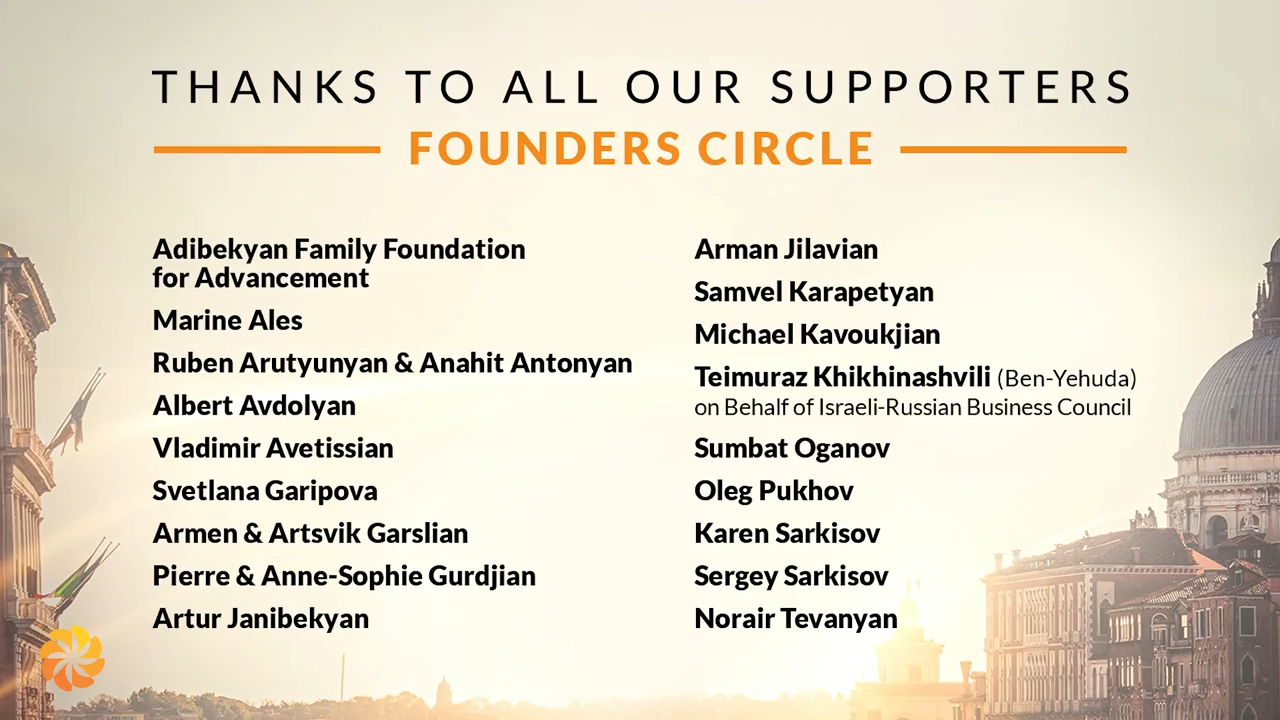 THANKS TO ALL OUR SUPPORTERS
FOUNDERS CIRCLE
Adibekyan Family Foundation
for Advancement
Marine Ales
Ruben Arutyunyan & Anahit Antonyan
Albert Avdolyan
Vladimir Avetissian
Svetlana Garipova
Armen & Artsvik Garslian
Pierre & Anne-Sophie Gurdjian
Artur Janibekyan
Arman Jilavian
Samvel Karapetyan
Michael Kavoukjian
Teimuraz Khikhinashvili (Ben-Yehuda)
on Behalf of Israeli-Russian Business Council
Sumbat Oganov
Oleg Pukhov
Karen Sarkisov
Sergey Sarkisov
Norair Tevanyan